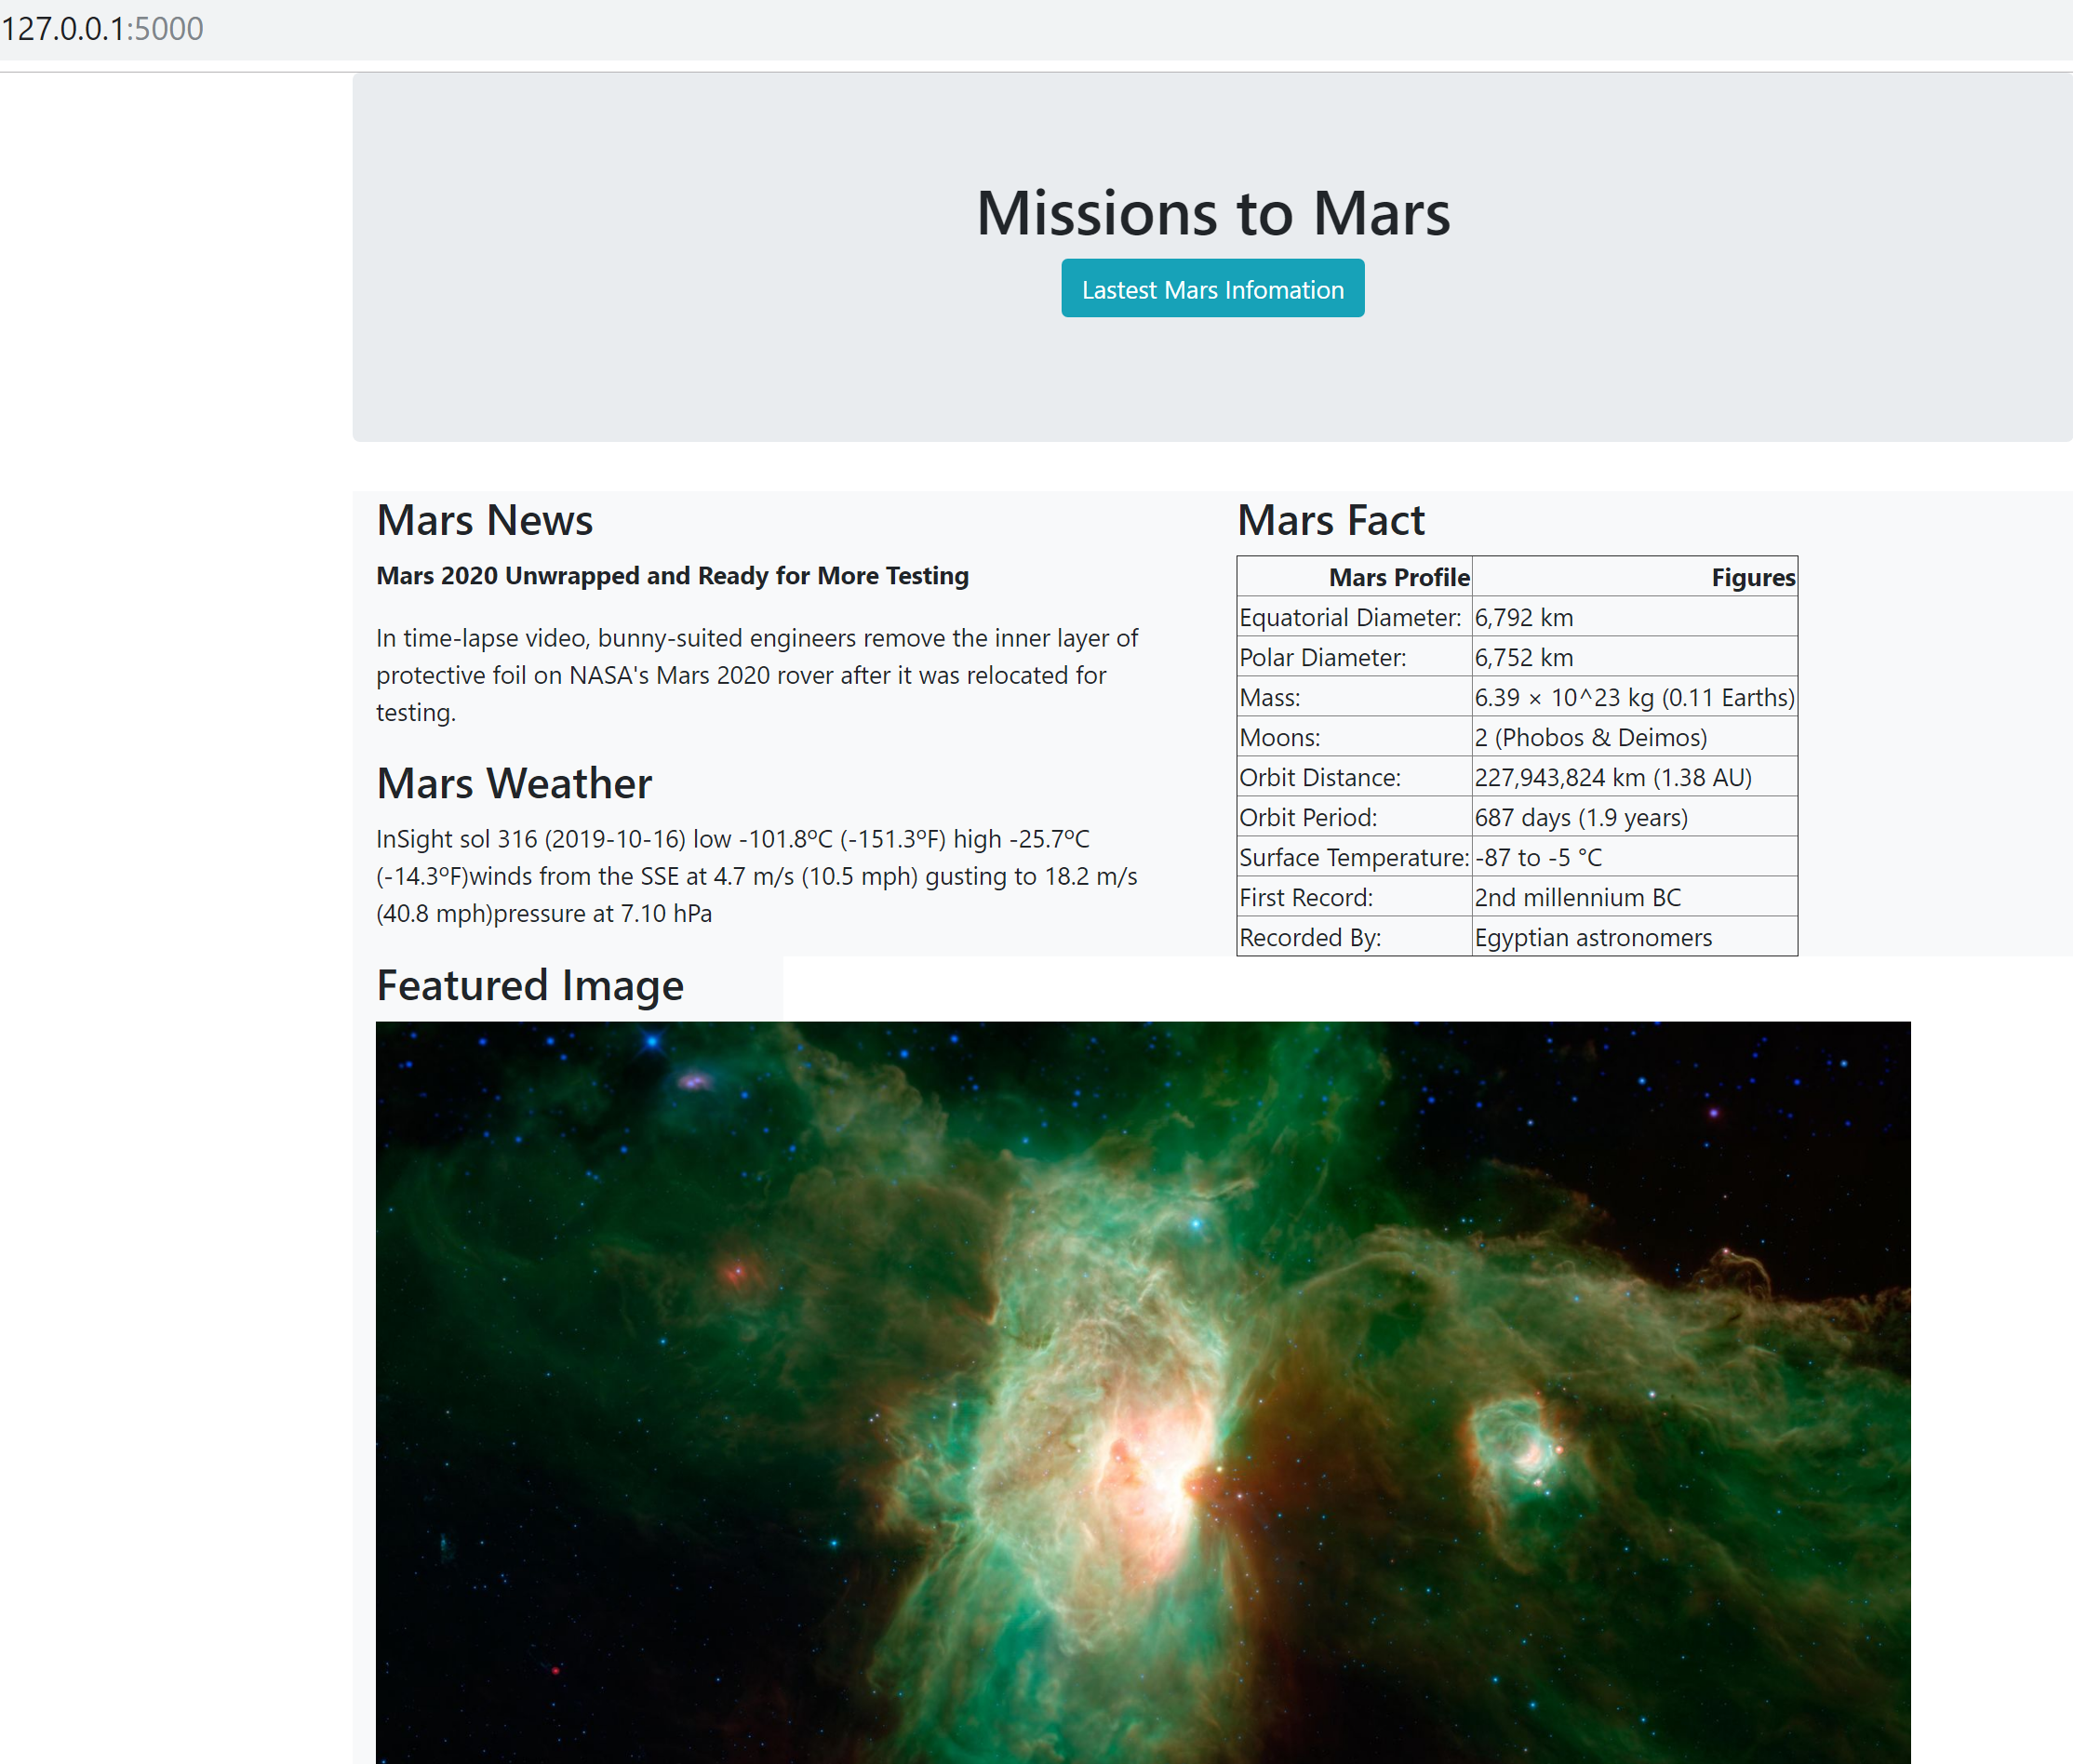 127.0.0.1:5000
Missions to Mars
Lastest Mars Infomation
Mars News
Mars 2020 Unwrapped and Ready for More Testing
In time-lapse video, bunny-suited engineers remove the inner layer of
protective foil on NASA's Mars 2020 rover after it was relocated for
testing.
Mars Weather
InSight sol 316 (2019-10-16) low -101.8ºC (-151.3ºF) high -25.7ºC
(-14.3ºF)winds from the SSE at 4.7 m/s (10.5 mph) gusting to 18.2 m/s
(40.8 mph)pressure at 7.10 hPa
Mars Fact
Mars Profile Figures
Equatorial Diameter: 6,792 km
Polar Diameter: 6,752 km
Mass: 6.39 × 10^23 kg (0.11 Earths)
Moons: 2 (Phobos & Deimos)
Orbit Distance: 227,943,824 km (1.38 AU)
Orbit Period: 687 days (1.9 years)
Surface Temperature: -87 to -5 °C
First Record: 2nd millennium BC
Recorded By: Egyptian astronomers
Featured Image